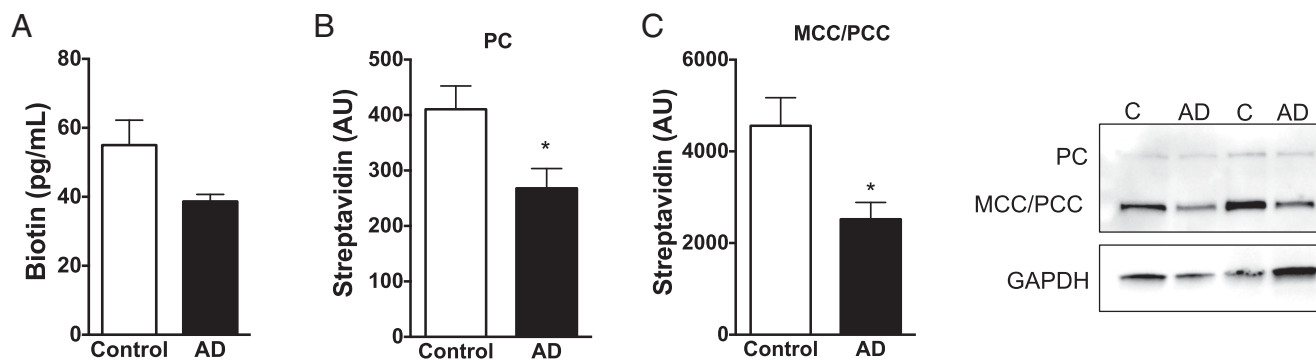 A
80
60
40
20
0
Biotin (pg/mL)
Control AD
B
PC
500
400
300
200
100
0
Streptavidin (AU)
*
Control AD
C
MCC/PCC
6000
4000
2000
0
Streptavidin (AU)
*
Control AD
C AD C AD
PC
MCC/PCC
GAPDH